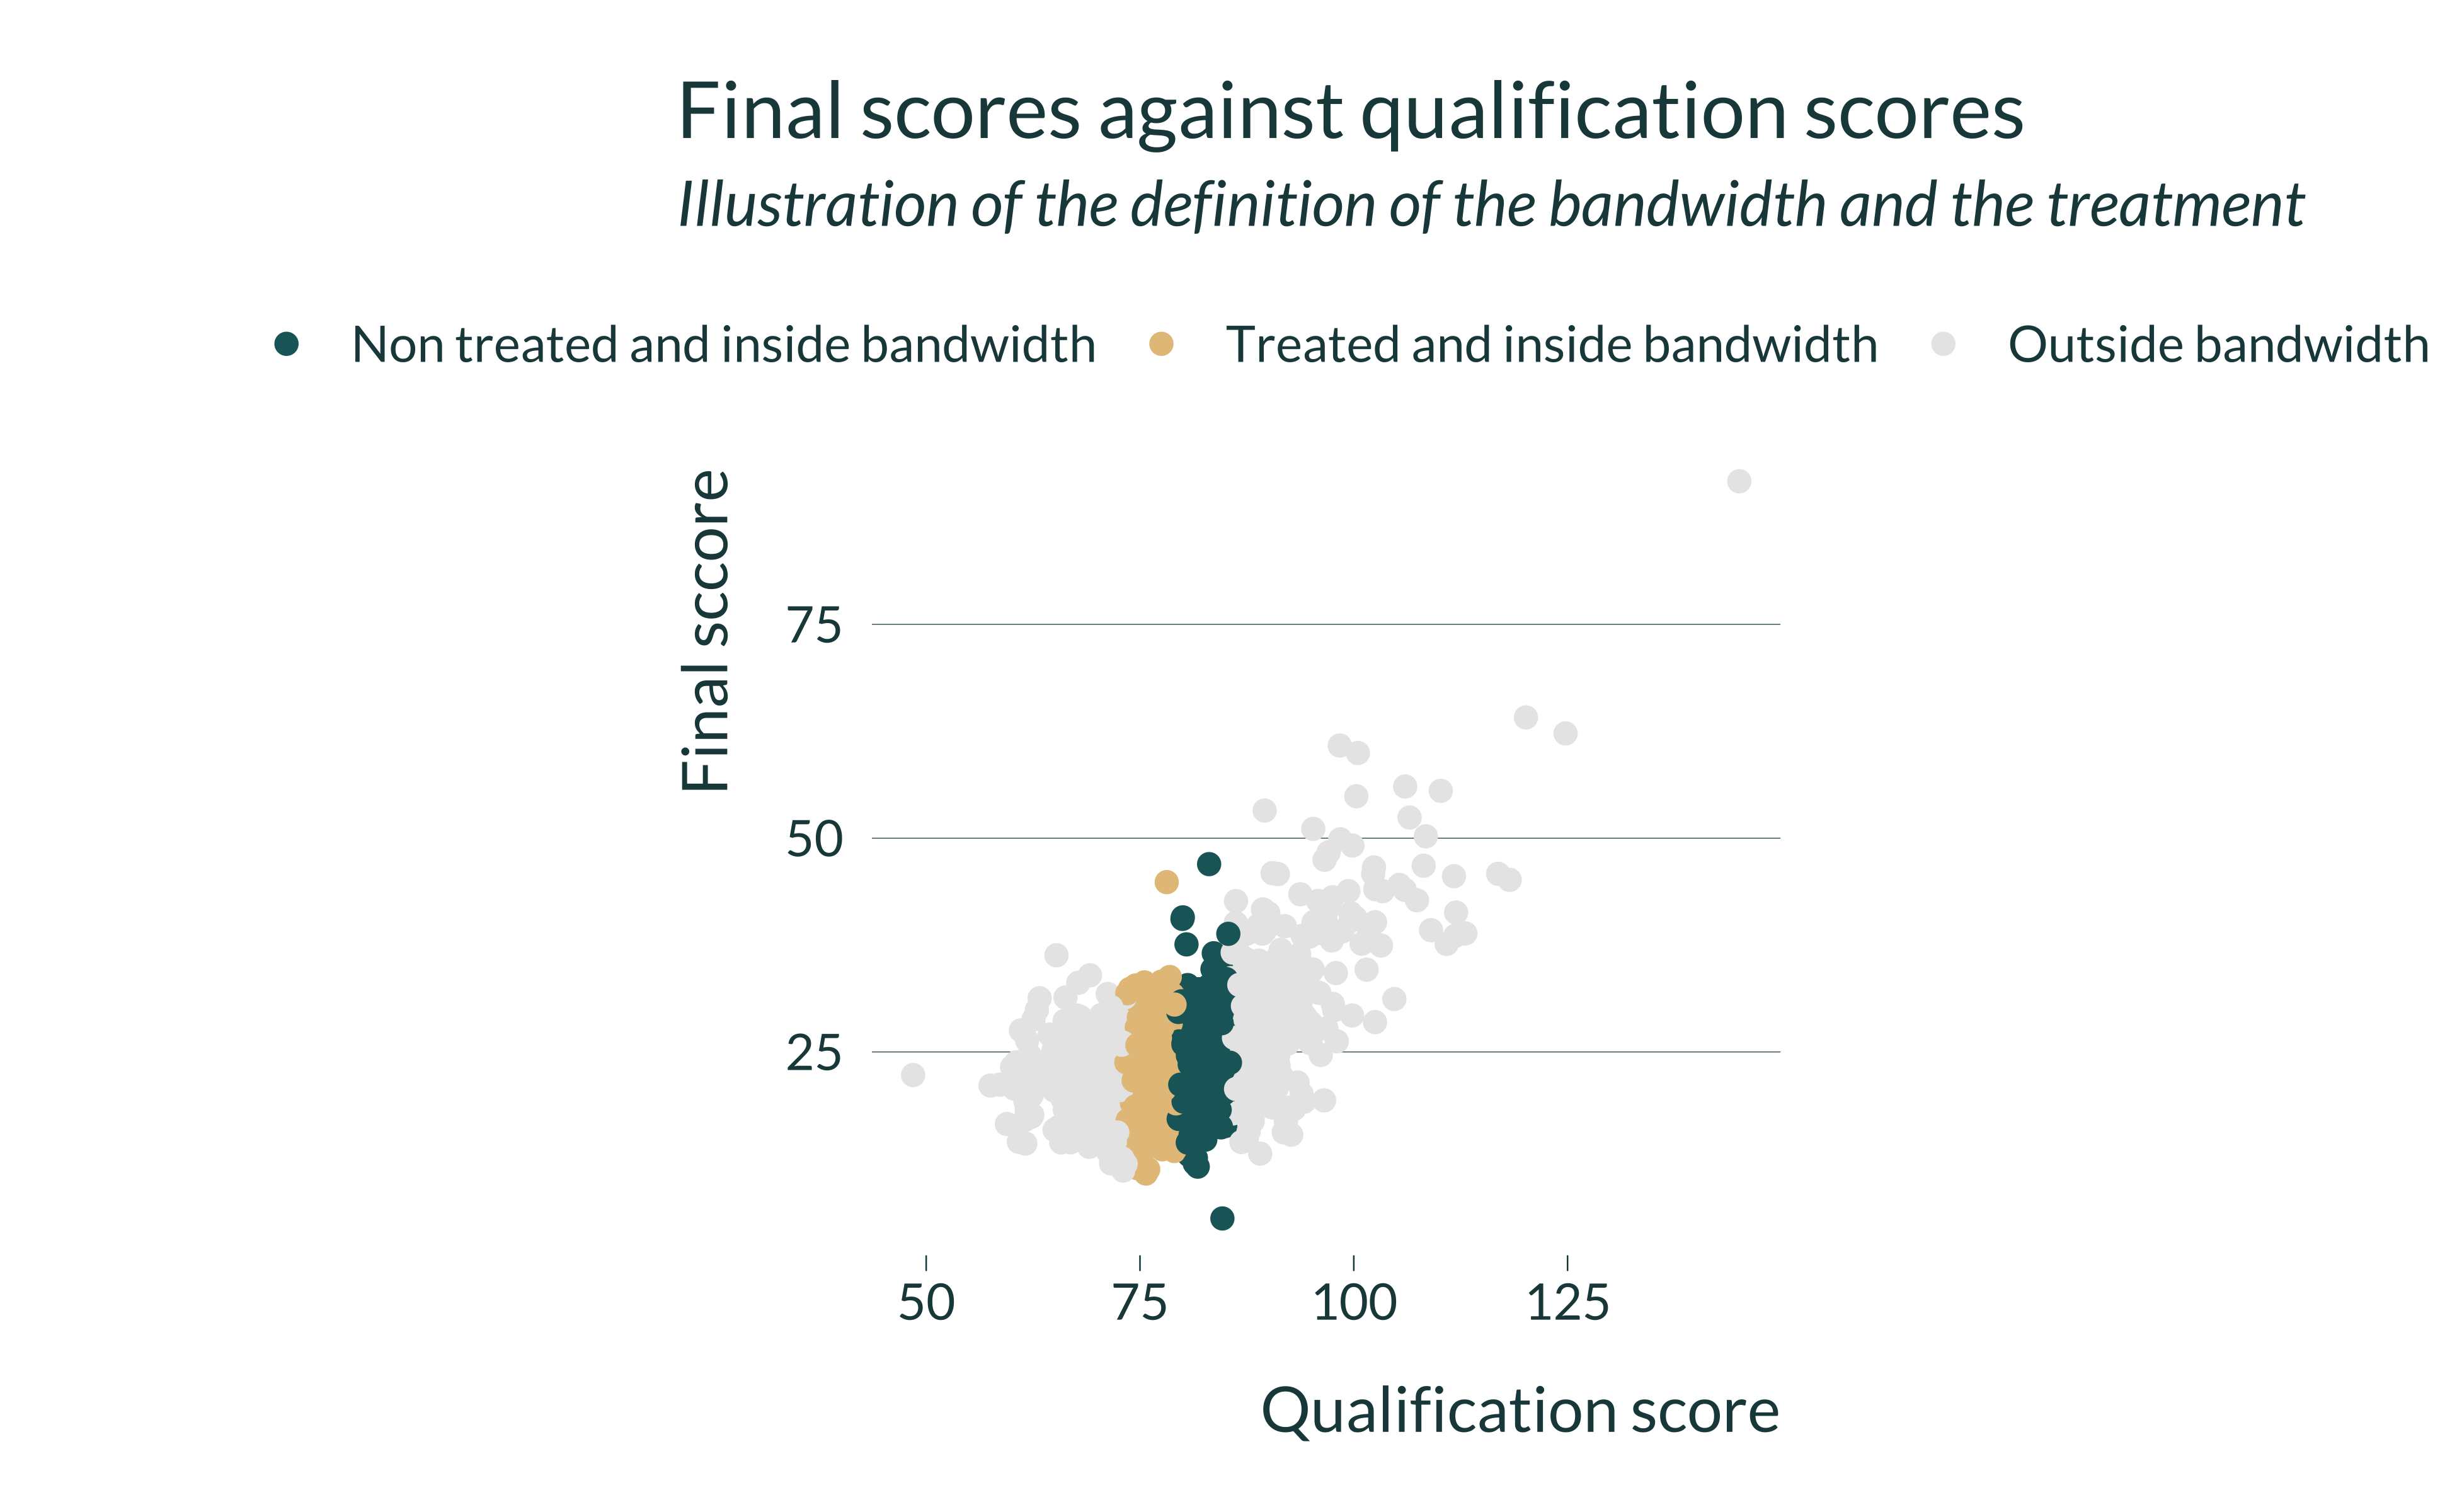 Final scores against qualification scores
Illustration of the definition of the bandwidth and the treatment
Non treated and inside bandwidth
Treated and inside bandwidth
Outside bandwidth
Final sccore
75
50
25
50
75
100
125
Qualification score